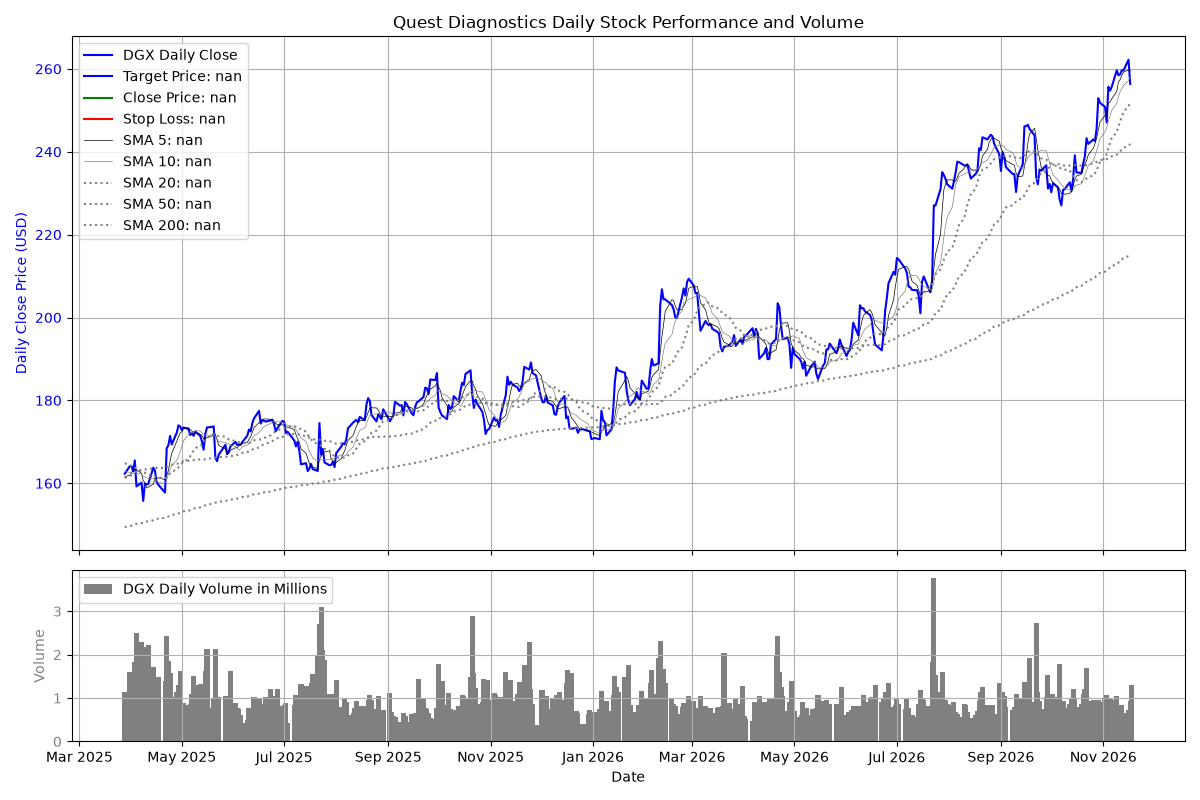 Quest Diagnostics Daily Stock Performance and Volume
DGX Daily Close
Target Price: nan
Close Price: nan
Stop Loss: nan
SMA 5: nan
SMA 10: nan
SMA 20: nan
SMA 50: nan
SMA 200: nan
260
240
220
200
180
160
Daily Close Price (USD)
DGX Daily Volume in Millions
3
2
1
0
Volume
Mar 2025 May 2025 Jul 2025 Sep 2025 Nov 2025 Jan 2026 Mar 2026 May 2026 Jul 2026 Sep 2026 Nov 2026
Date